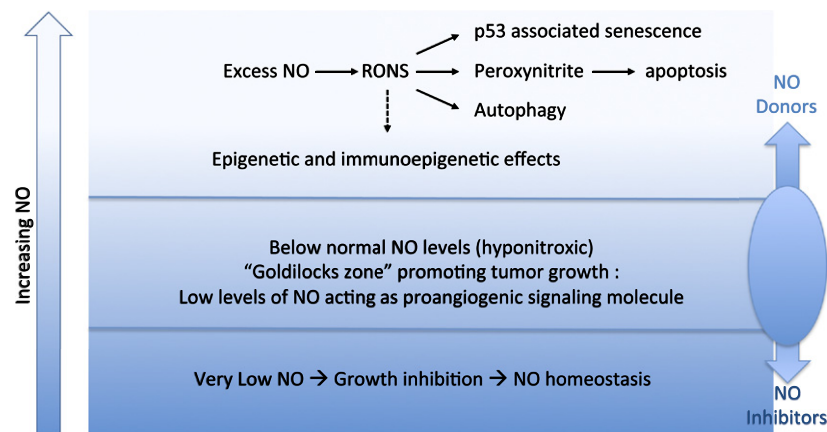 p53 associated senescence
Excess NO → RONS → Peroxynitrite → apoptosis
Autophagy
Epigenetic and immunoepigenetic effects
Below normal NO levels (hyponitroxic)
“Goldilocks zone” promoting tumor growth :
Low levels of NO acting as proangiogenic signaling molecule
Very Low NO → Growth inhibition → NO homeostasis
Increasing NO
NO
Donors
NO
Inhibitors